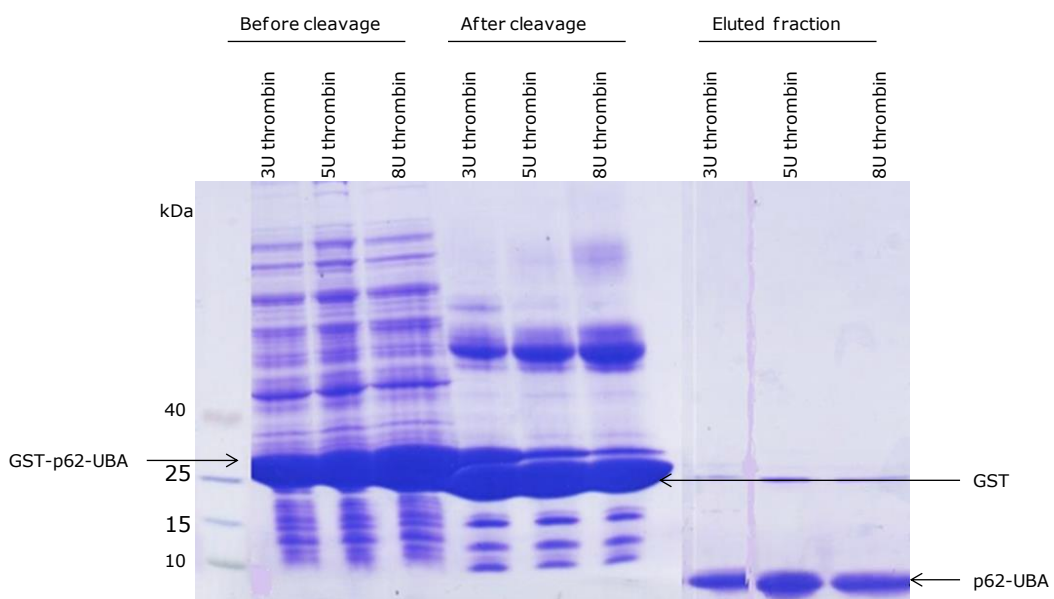 Before cleavage
After cleavage
Eluted fraction
3U thrombin
5U thrombin
8U thrombin
3U thrombin
5U thrombin
8U thrombin
3U thrombin
5U thrombin
8U thrombin
kDa
40
GST-p62-UBA
25
GST
15
10
p62-UBA